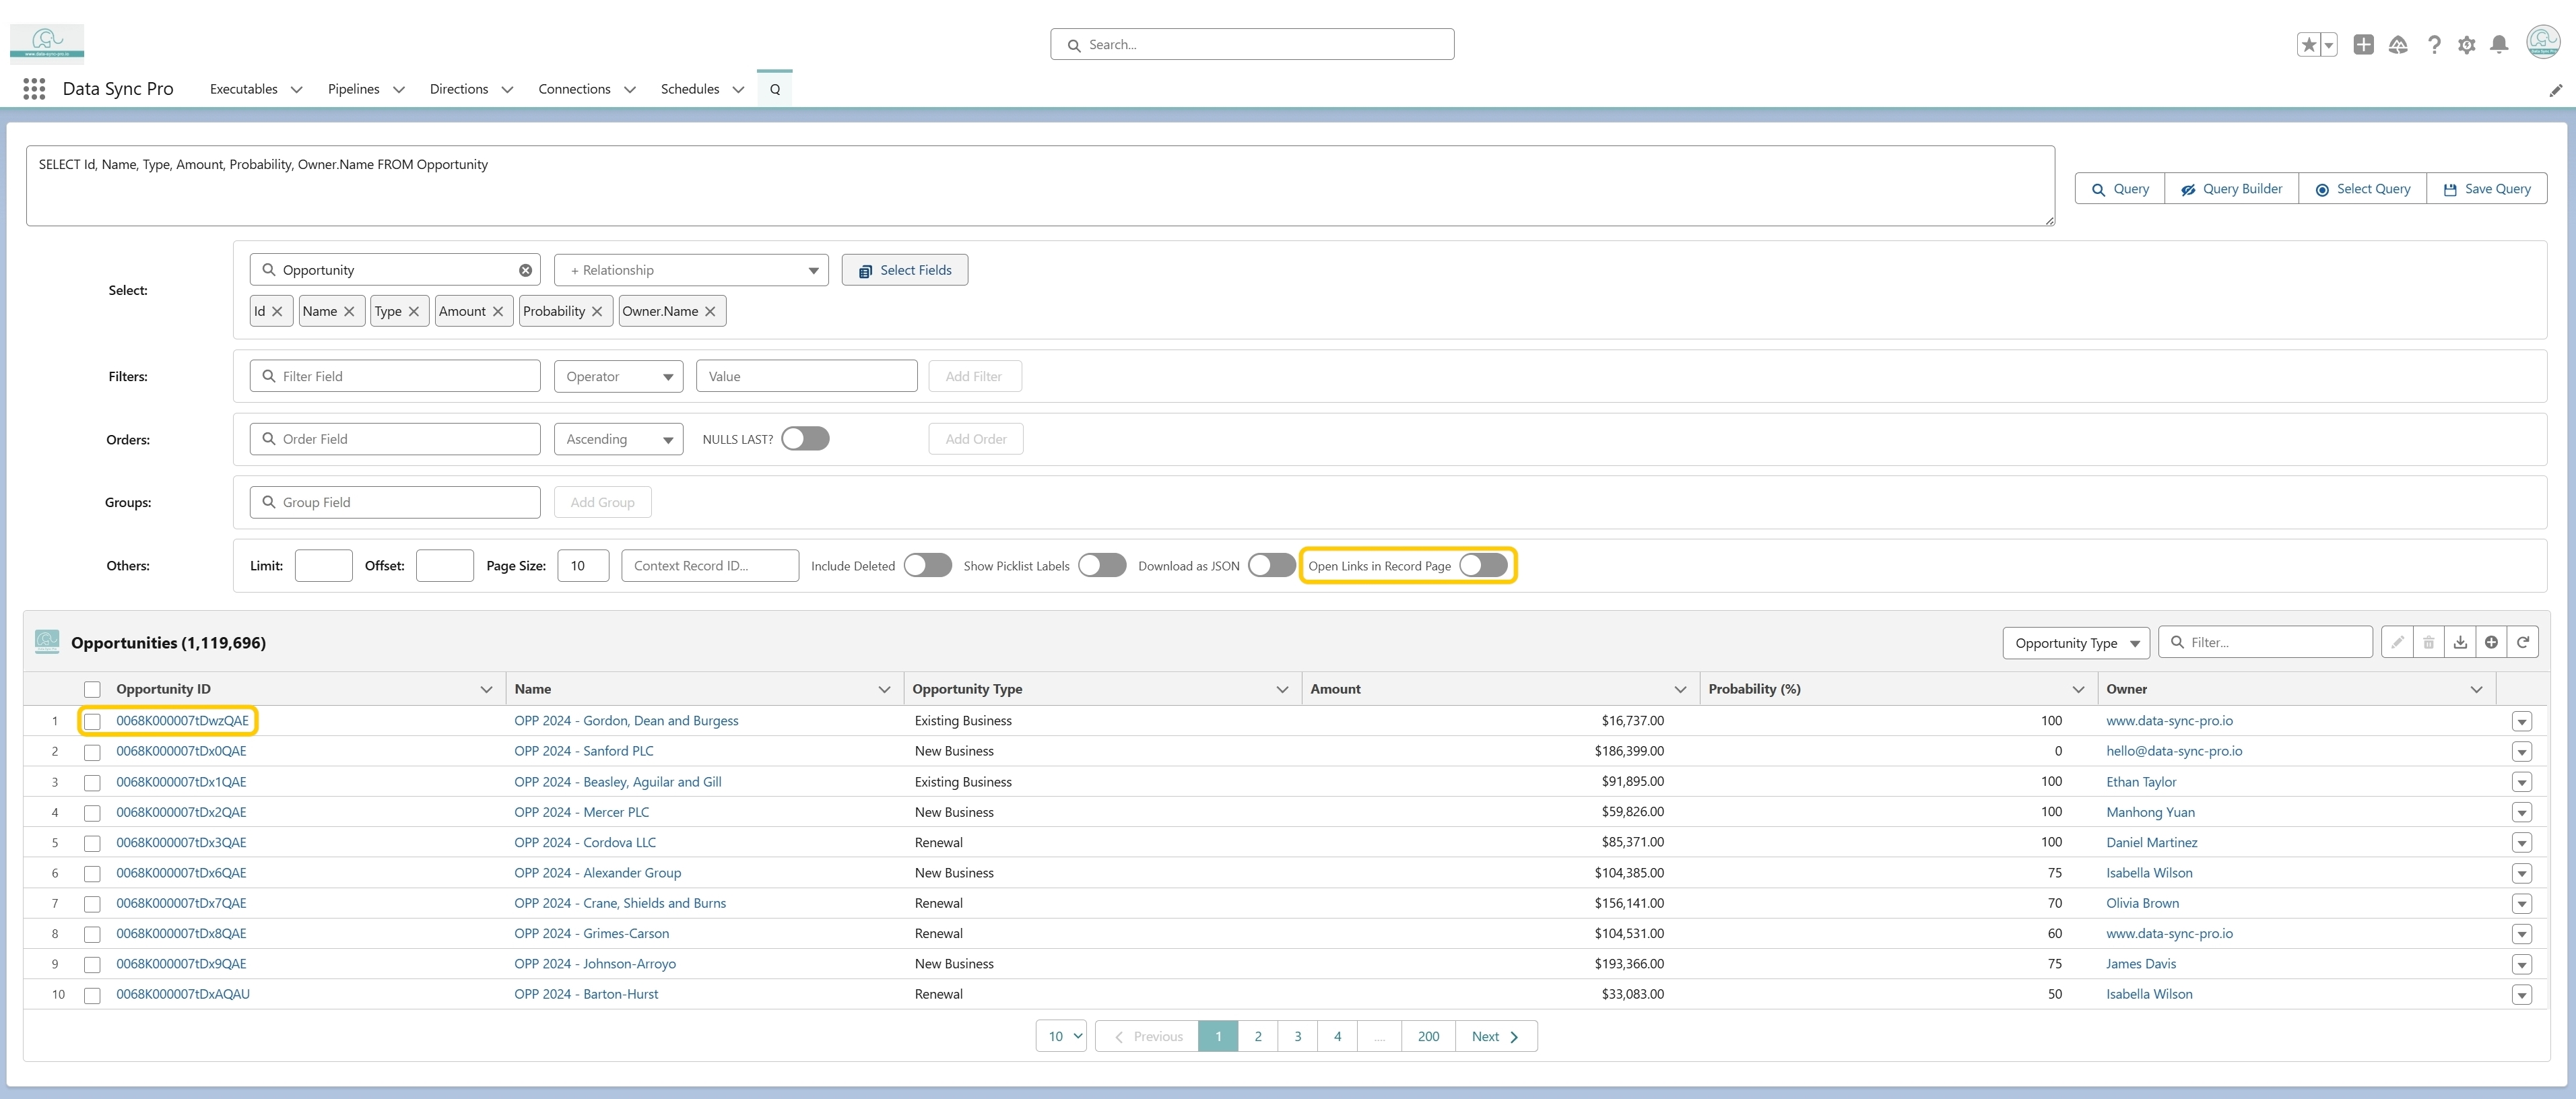 www.data-sync-pro.io
Search...
Data Sync Pro
Executables
Pipelines
Directions
Connections
Schedules
Q
SELECT Id, Name, Type, Amount, Probability, Owner.Name FROM Opportunity
Query
Query Builder
Select Query
Save Query
Select:
Opportunity
+ Relationship
Select Fields
Id
Name
Type
Amount
Probability
Owner.Name
Filters:
Filter Field
Operator
Value
Add Filter
Orders:
Order Field
Ascending
NULLS LAST?
Add Order
Groups:
Group Field
Add Group
Others:
Limit:
Offset:
Page Size:
10
Context Record ID...
Include Deleted
Show Picklist Labels
Download as JSON
Open Links in Record Page
Opportunities (1,119,696)
Opportunity Type
Filter...
Opportunity ID Name Opportunity Type Amount Probability (%) Owner
1 0068K000007tDwzQAE OPP 2024 - Gordon, Dean and Burgess Existing Business $16,737.00 100 www.data-sync-pro.io
2 0068K000007tDx0QAE OPP 2024 - Sanford PLC New Business $186,399.00 0 hello@data-sync-pro.io
3 0068K000007tDx1QAE OPP 2024 - Beasley, Aguilar and Gill Existing Business $91,895.00 100 Ethan Taylor
4 0068K000007tDx2QAE OPP 2024 - Mercer PLC New Business $59,826.00 100 Manhong Yuan
5 0068K000007tDx3QAE OPP 2024 - Cordova LLC Renewal $85,371.00 100 Daniel Martinez
6 0068K000007tDx6QAE OPP 2024 - Alexander Group New Business $104,385.00 75 Isabella Wilson
7 0068K000007tDx7QAE OPP 2024 - Crane, Shields and Burns Renewal $156,141.00 70 Olivia Brown
8 0068K000007tDx8QAE OPP 2024 - Grimes-Carson Renewal $104,531.00 60 www.data-sync-pro.io
9 0068K000007tDx9QAE OPP 2024 - Johnson-Arroyo New Business $193,366.00 75 James Davis
10 0068K000007tDxAQAU OPP 2024 - Barton-Hurst Renewal $33,083.00 50 Isabella Wilson
10 Previous 1 2 3 4 .... 200 Next